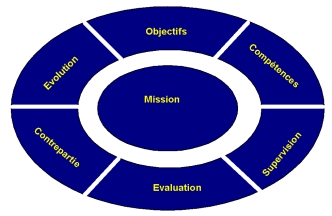 Objectifs
Compétences
Supervision
Evaluation
Contrepartie
Evolution
Mission